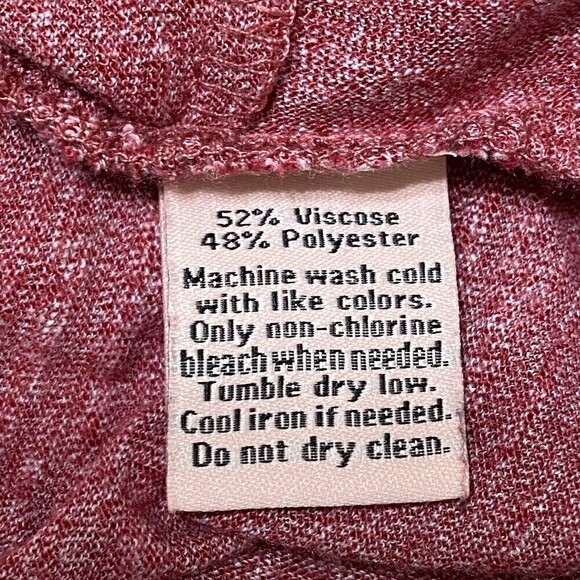 52% Viscose
48% Polyester
Machine wash cold
with like colors.
Only non-chlorine
bleach when needed.
Tumble dry low.
Cool iron if needed.
Do not dry clean.